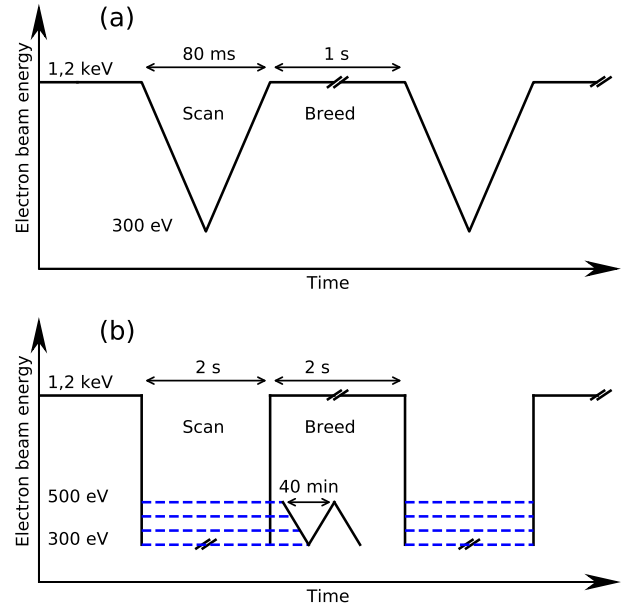 (a)
Electron beam energy
1,2 keV
80 ms
1 s
Scan
Breed
300 eV
Time
(b)
Electron beam energy
1,2 keV
2 s
2 s
Scan
Breed
500 eV
40 min
300 eV
Time